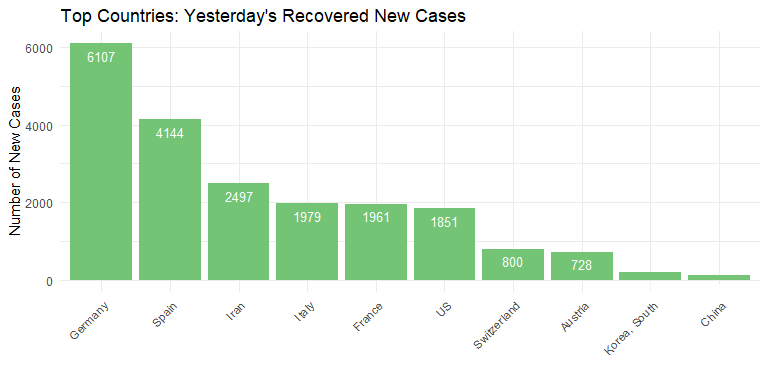 Top Countries: Yesterday's Recovered New Cases
Number of New Cases
6000
4000
2000
0
6107
4144
2497
1979
1961
1851
800
728
Germany
Spain
Iran
Italy
France
US
Switzerland
Austria
Korea, South
China